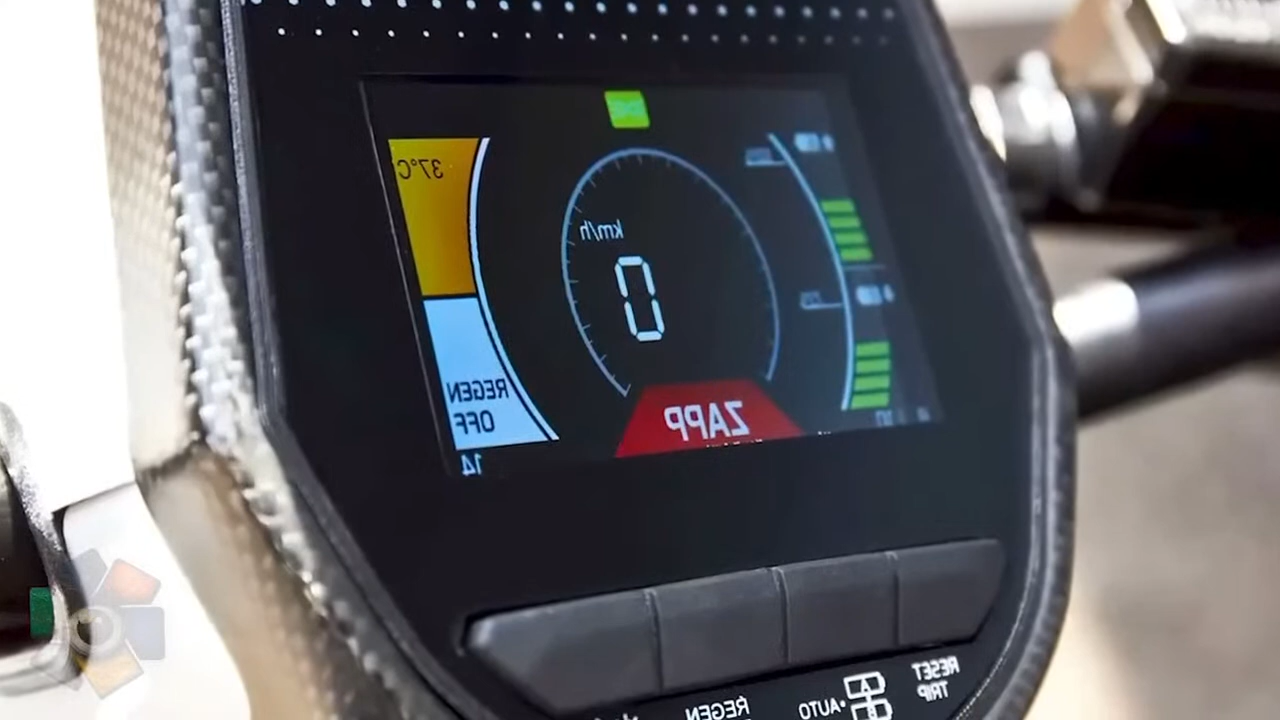 37°C
km/h
0
REGEN
OFF
ZAPP
14
RESET
TRIP
A
B
•AUTO
REGEN